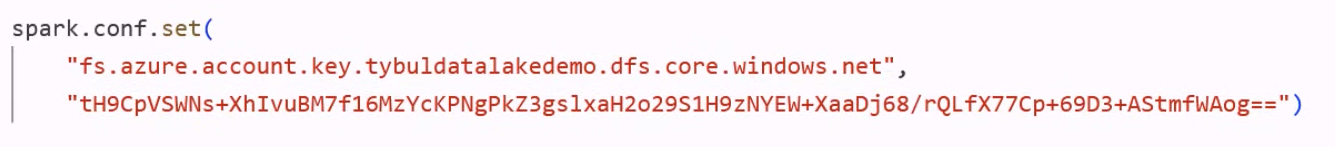 spark.conf.set(
"fs.azure.account.key.tybuldatalakedemo.dfs.core.windows.net",
"tH9CpVSWNs+XhIvuBM7f16MzYcKPNgPkZ3gslxaH2o29S1H9zNYEW+XaaDj68/rQLfX77Cp+69D3+AStmfWAog==")